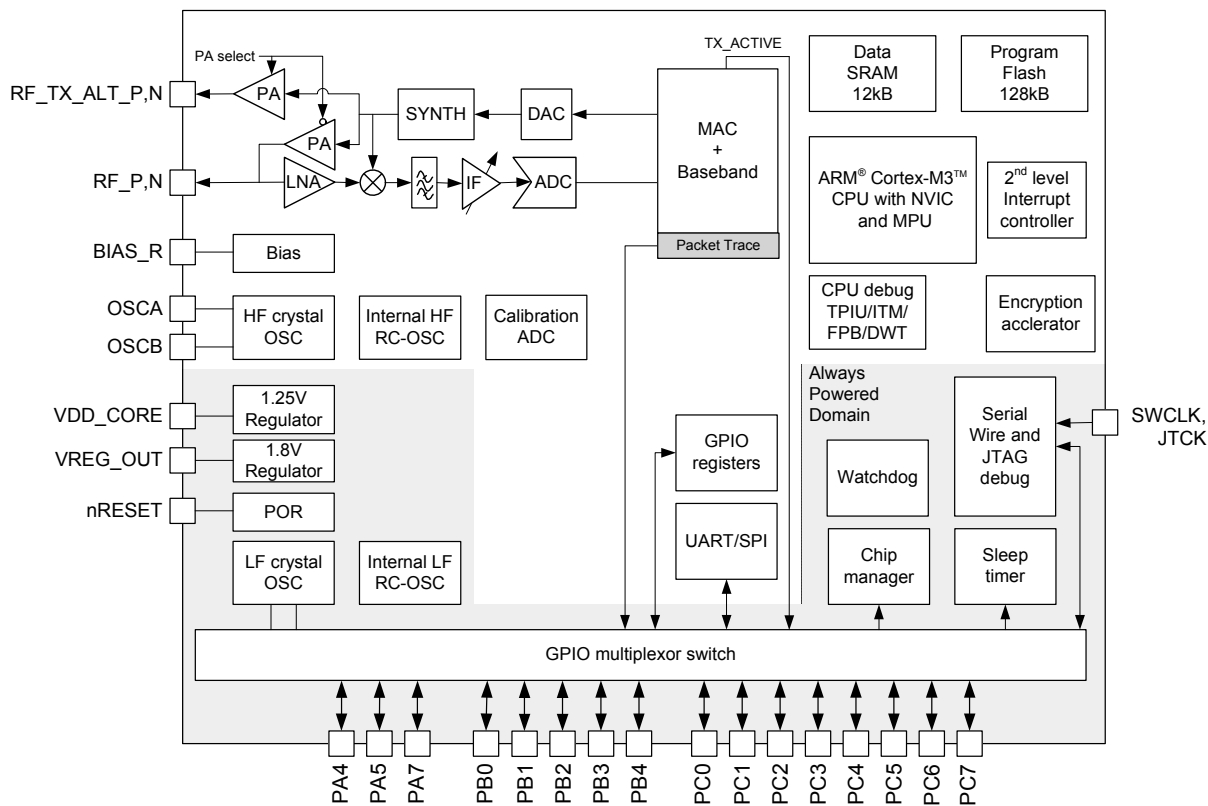 PA select
TX_ACTIVE
RF_TX_ALT_P,N
PA
SYNTH
DAC
MAC
+
Baseband
Packet Trace
PA
RF_P,N
LNA
IF
ADC
Data
SRAM
12kB
Program
Flash
128kB
ARM® Cortex-M3™
CPU with NVIC
and MPU
2nd level
Interrupt
controller
BIAS_R
Bias
OSCA
OSCB
HF crystal
OSC
Internal HF
RC-OSC
Calibration
ADC
CPU debug
TPIU/ITM/
FPB/DWT
Encryption
acclerator
Always
Powered
Domain
VDD_CORE
1.25V
Regulator
VREG_OUT
1.8V
Regulator
nRESET
POR
LF crystal
OSC
Internal LF
RC-OSC
GPIO
registers
UART/SPI
Watchdog
Serial
Wire and
JTAG
debug
SWCLK,
JTCK
Chip
manager
Sleep
timer
GPIO multiplexor switch
PA4
PA5
PA7
PB0
PB1
PB2
PB3
PB4
PC0
PC1
PC2
PC3
PC4
PC5
PC6
PC7